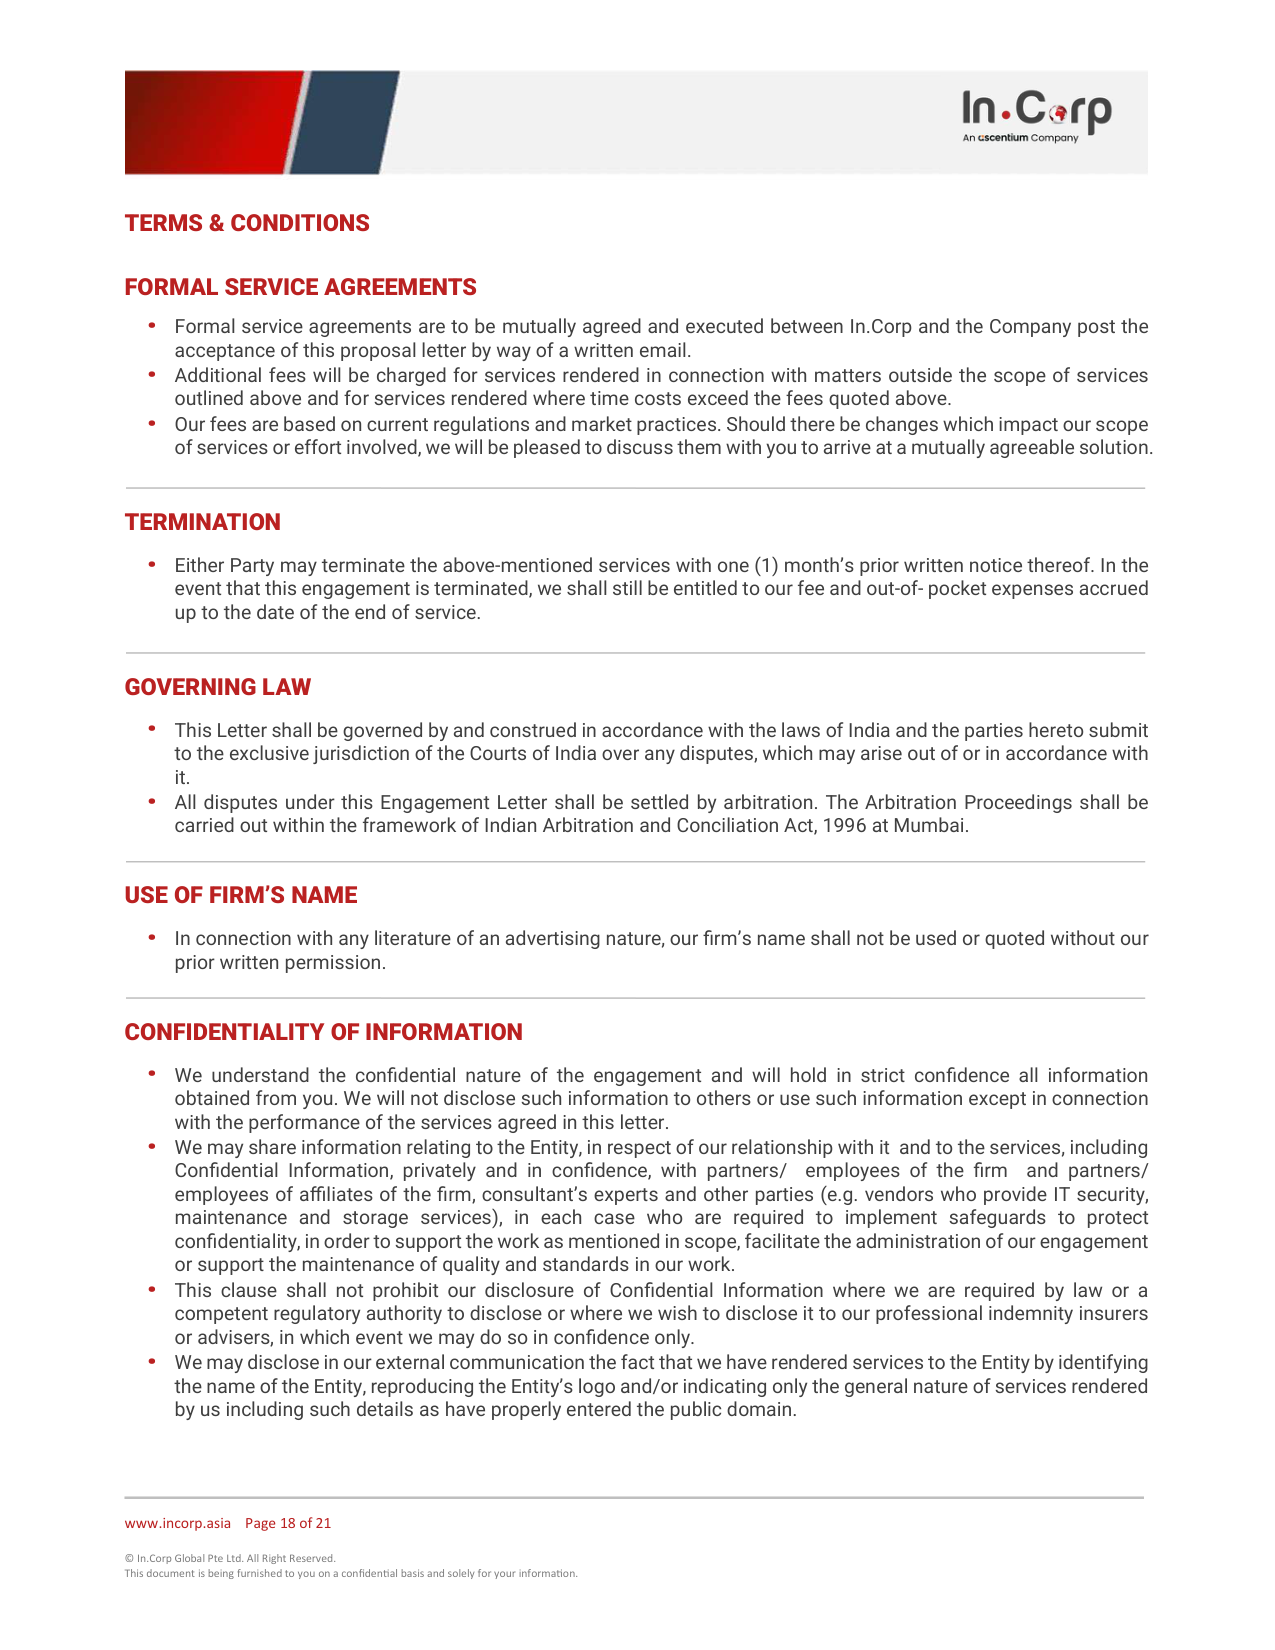 In.Corp
An ascentium Company
TERMS & CONDITIONS
FORMAL SERVICE AGREEMENTS
• Formal service agreements are to be mutually agreed and executed between In.Corp and the Company post the
acceptance of this proposal letter by way of a written email.
• Additional fees will be charged for services rendered in connection with matters outside the scope of services
outlined above and for services rendered where time costs exceed the fees quoted above.
• Our fees are based on current regulations and market practices. Should there be changes which impact our scope
of services or effort involved, we will be pleased to discuss them with you to arrive at a mutually agreeable solution.
TERMINATION
• Either Party may terminate the above-mentioned services with one (1) month's prior written notice thereof. In the
event that this engagement is terminated, we shall still be entitled to our fee and out-of- pocket expenses accrued
up to the date of the end of service.
GOVERNING LAW
• This Letter shall be governed by and construed in accordance with the laws of India and the parties hereto submit
to the exclusive jurisdiction of the Courts of India over any disputes, which may arise out of or in accordance with
it.
• All disputes under this Engagement Letter shall be settled by arbitration. The Arbitration Proceedings shall be
carried out within the framework of Indian Arbitration and Conciliation Act, 1996 at Mumbai.
USE OF FIRM'S NAME
• In connection with any literature of an advertising nature, our firm's name shall not be used or quoted without our
prior written permission.
CONFIDENTIALITY OF INFORMATION
• We understand the confidential nature of the engagement and will hold in strict confidence all information
obtained from you. We will not disclose such information to others or use such information except in connection
with the performance of the services agreed in this letter.
• We may share information relating to the Entity, in respect of our relationship with it and to the services, including
Confidential Information, privately and in confidence, with partners/ employees of the firm and partners/
employees of affiliates of the firm, consultant's experts and other parties (e.g. vendors who provide IT security,
maintenance and storage services), in each case who are required to implement safeguards to protect
confidentiality, in order to support the work as mentioned in scope, facilitate the administration of our engagement
or support the maintenance of quality and standards in our work.
• This clause shall not prohibit our disclosure of Confidential Information where we are required by law or a
competent regulatory authority to disclose or where we wish to disclose it to our professional indemnity insurers
or advisers, in which event we may do so in confidence only.
• We may disclose in our external communication the fact that we have rendered services to the Entity by identifying
the name of the Entity, reproducing the Entity's logo and/or indicating only the general nature of services rendered
by us including such details as have properly entered the public domain.
www.incorp.asia Page 18 of 21
© In.Corp Global Pte Ltd. All Right Reserved.
This document is being furnished to you on a confidential basis and solely for your information.